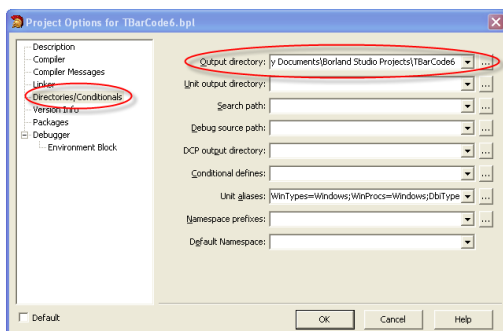 Project Options for TBarCode6.bpl
Description
Compiler
Compiler Messages
Linker
Directories/Conditionals
Version Info
Packages
Debugger
Environment Block
Output directory: y Documents\Borland Studio Projects\TBarCode6 ...
Unit output directory: ...
Search path: ...
Debug source path: ...
DCP output directory: ...
Conditional defines: ...
Unit aliases: WinTypes=Windows;WinProcs=Windows;DbiType ...
Namespace prefixes: ...
Default Namespace:
Default
OK Cancel Help